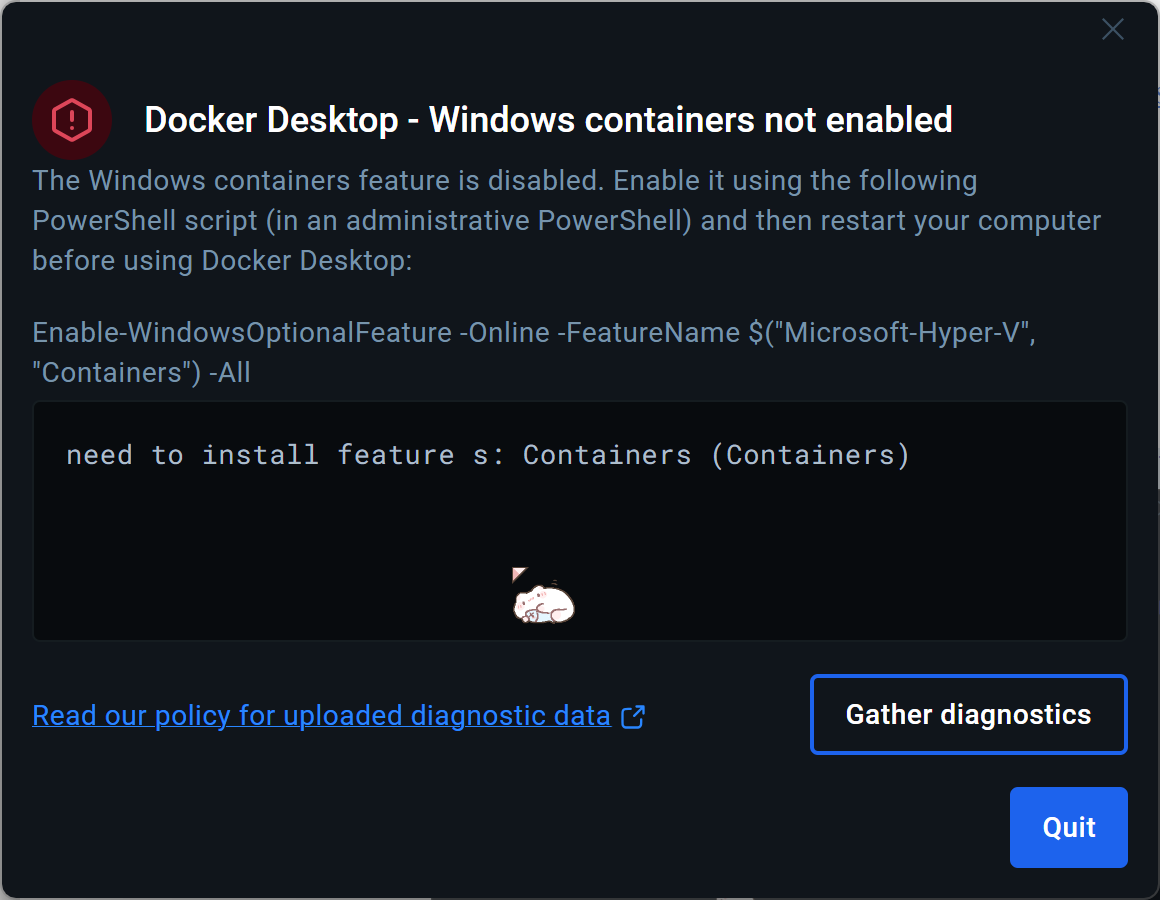 Docker Desktop - Windows containers not enabled
The Windows containers feature is disabled. Enable it using the following
PowerShell script (in an administrative PowerShell) and then restart your computer
before using Docker Desktop:
Enable-WindowsOptionalFeature -Online -FeatureName $("Microsoft-Hyper-V",
"Containers") -All
need to install feature s: Containers (Containers)
Read our policy for uploaded diagnostic data
Gather diagnostics
Quit